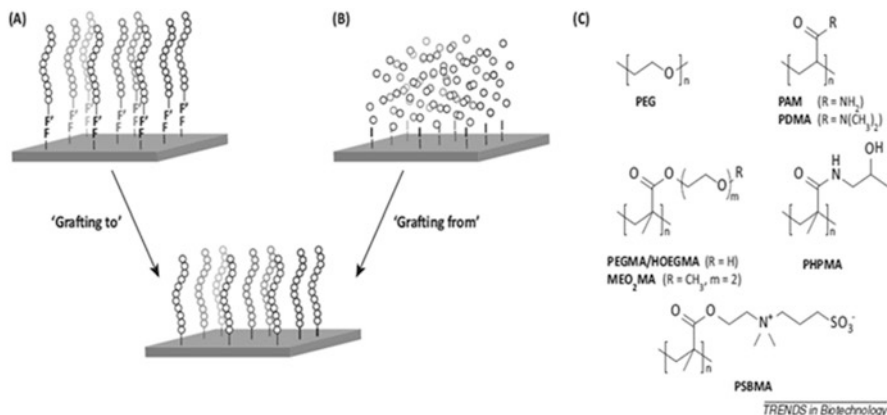 (A)
(B)
(C)
F' F' F' F' F' F' F'
F F F F F F F
I I I I I I I
'Grafting to'
'Grafting from'
O
n
PEG
O
R
n
PAM (R = NH2)
PDMA (R = N(CH3)2)
O
O
O
R
m
n
PEGMA/HOEGMA (R = H)
MEO2MA (R = CH3, m = 2)
O
H
N
OH
n
PHPMA
O
O
N+
SO3-
n
PSBMA
TRENDS in Biotechnology